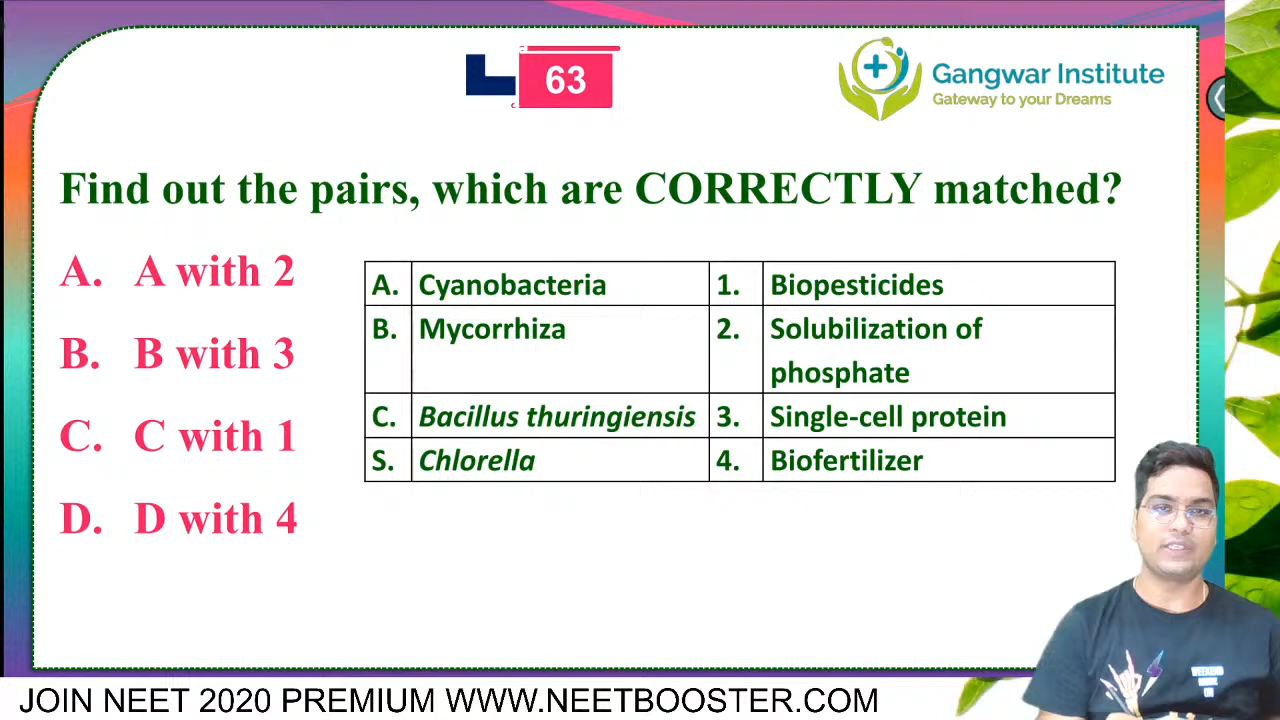 63
Gangwar Institute
Gateway to your Dreams
Find out the pairs, which are CORRECTLY matched?
A. A with 2
B. B with 3
C. C with 1
D. D with 4
A. Cyanobacteria 1. Biopesticides
B. Mycorrhiza 2. Solubilization of
phosphate
C. Bacillus thuringiensis 3. Single-cell protein
S. Chlorella 4. Biofertilizer
JOIN NEET 2020 PREMIUM WWW.NEETBOOSTER.COM